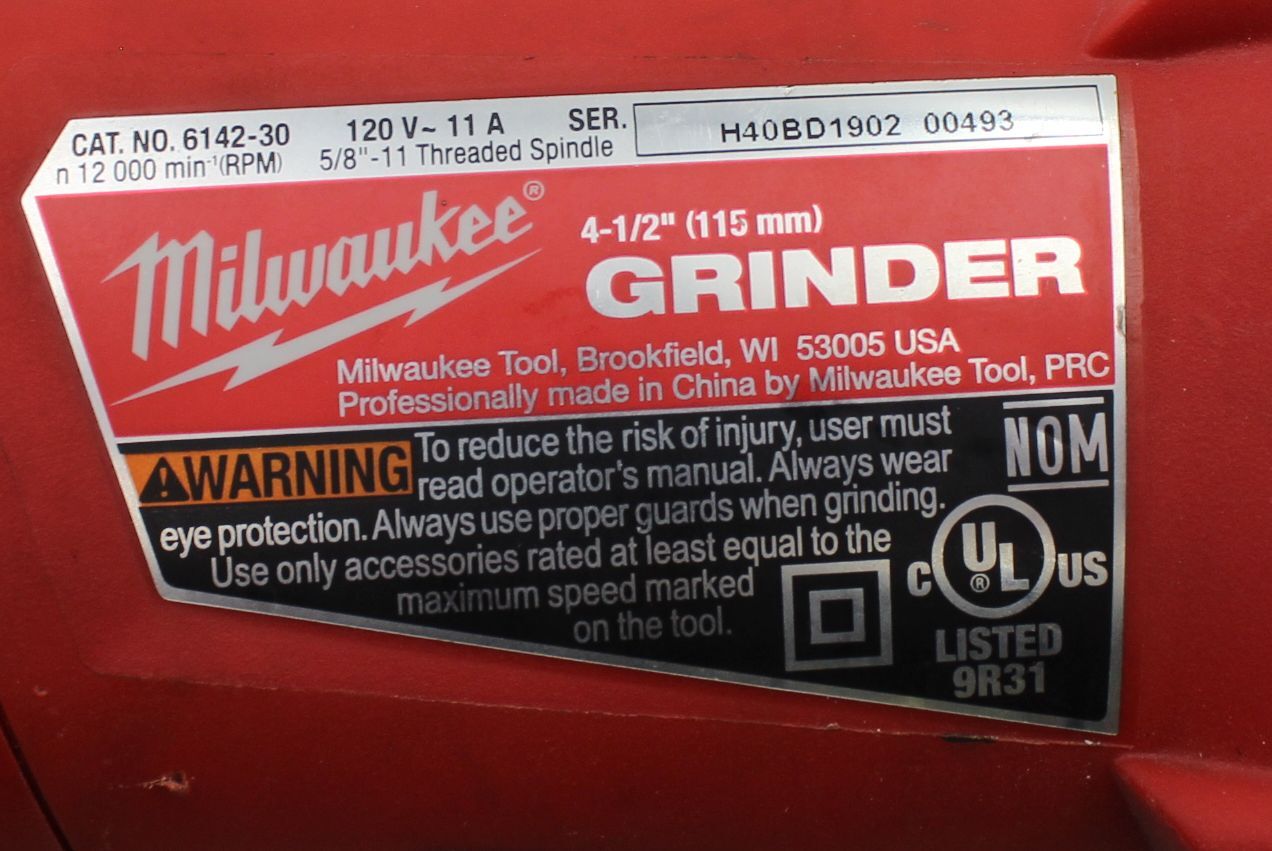 CAT. NO. 6142-30 120 V~ 11 A SER. H40BD1902 00493
n 12 000 min⁻¹(RPM) 5/8"-11 Threaded Spindle
Milwaukee®
4-1/2" (115 mm)
GRINDER
Milwaukee Tool, Brookfield, WI 53005 USA
Professionally made in China by Milwaukee Tool, PRC
WARNING To reduce the risk of injury, user must
read operator's manual. Always wear
eye protection. Always use proper guards when grinding.
Use only accessories rated at least equal to the
maximum speed marked
on the tool.
NOM
C UL® US
LISTED
9R31